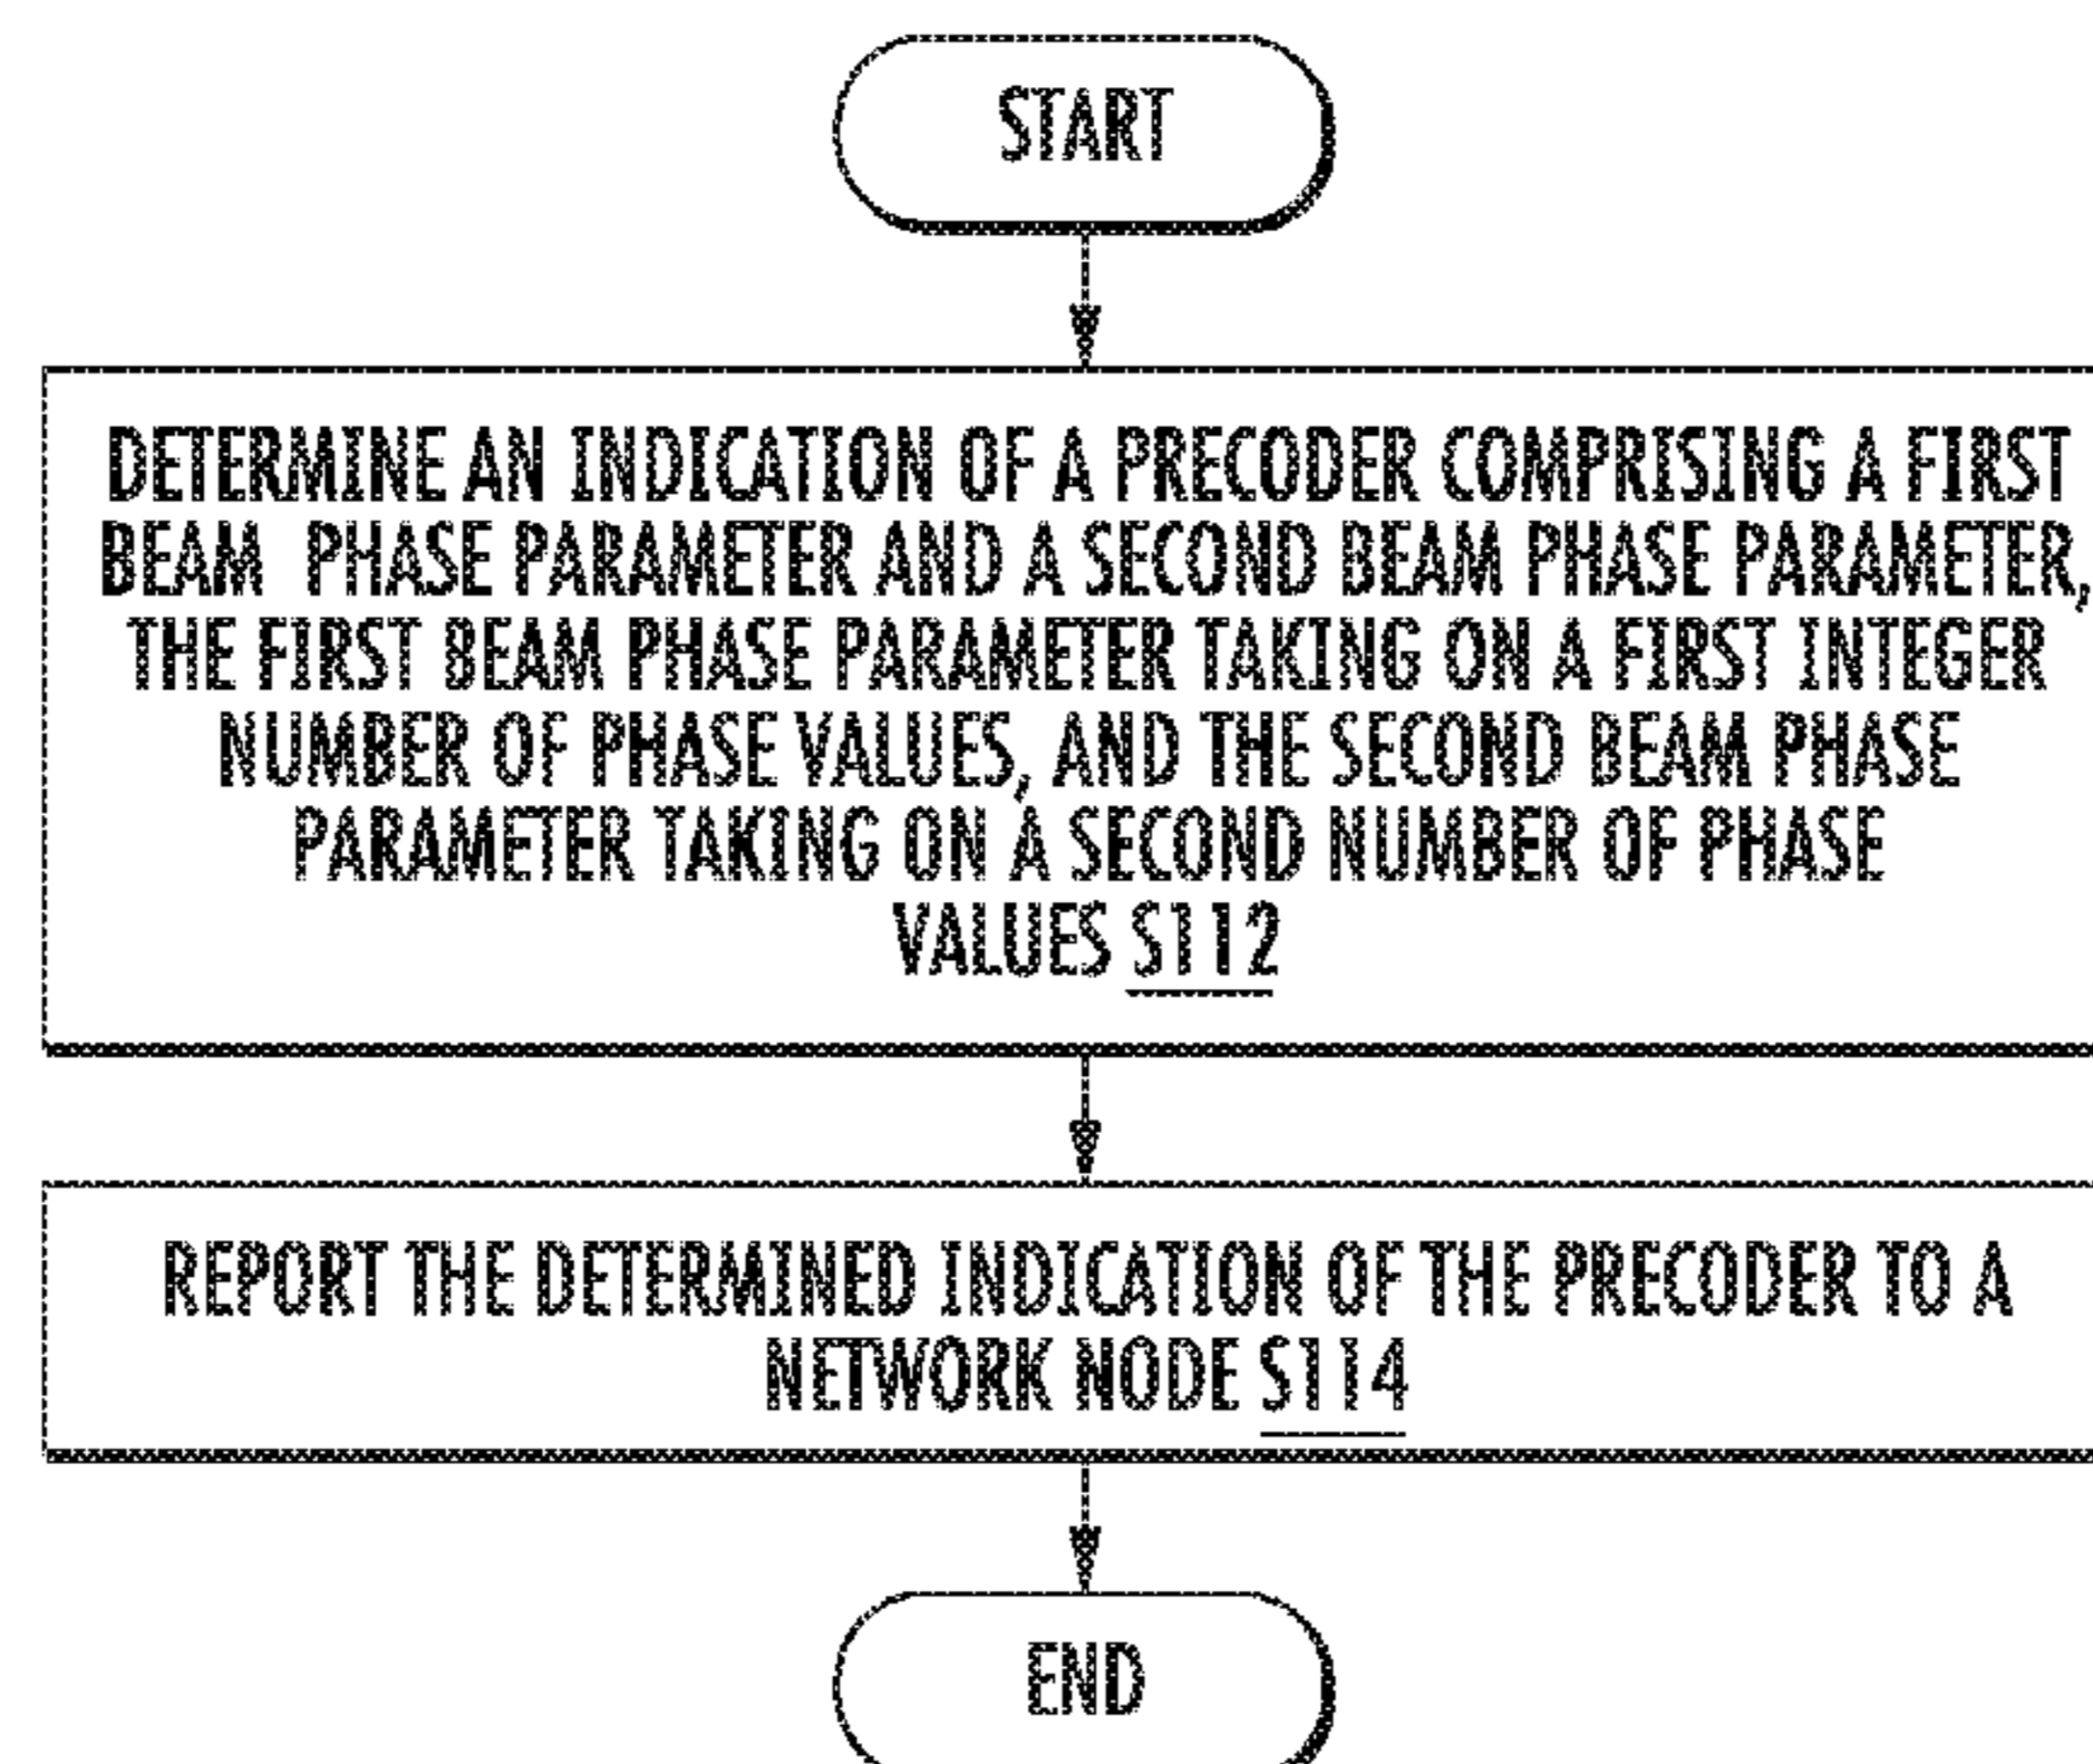 START
DETERMINE AN INDICATION OF A PRECODER COMPRISING A FIRST
BEAM PHASE PARAMETER AND A SECOND BEAM PHASE PARAMETER,
THE FIRST BEAM PHASE PARAMETER TAKING ON A FIRST INTEGER
NUMBER OF PHASE VALUES, AND THE SECOND BEAM PHASE
PARAMETER TAKING ON A SECOND NUMBER OF PHASE
VALUES S112
REPORT THE DETERMINED INDICATION OF THE PRECODER TO A
NETWORK NODE S114
END